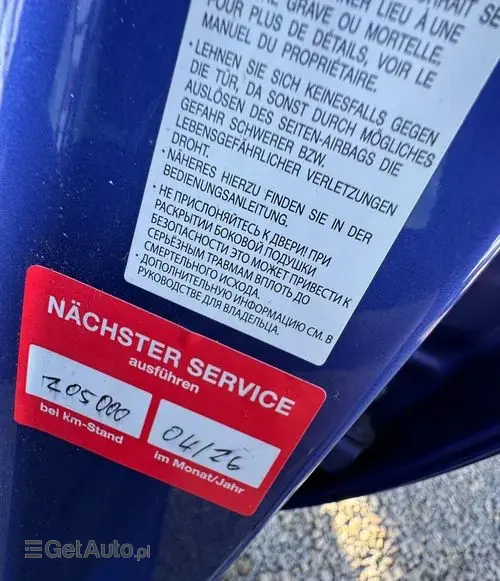 NER LIEU À UNE
GRAVE OU MORTELLE.
POUR PLUS DE DÉTAILS, VOIR LE
MANUEL DU PROPRIÉTAIRE.
• LEHNEN SIE SICH KEINESFALLS GEGEN
DIE TÜR, DA SONST DURCH MÖGLICHES
AUSLÖSEN DES SEITEN-AIRBAGS DIE
GEFAHR SCHWERER BZW.
LEBENSGEFÄHRLICHER VERLETZUNGEN
DROHT.
• NÄHERES HIERZU FINDEN SIE IN DER
BEDIENUNGSANLEITUNG.
• НЕ ПРИСЛОНЯЙТЕСЬ К ДВЕРИ! ПРИ
РАСКРЫТИИ БОКОВОЙ ПОДУШКИ
БЕЗОПАСНОСТИ ЭТО МОЖЕТ ПРИВЕСТИ К
СЕРЬЁЗНЫМ ТРАВМАМ ВПЛОТЬ ДО
СМЕРТЕЛЬНОГО ИСХОДА.
• ДОПОЛНИТЕЛЬНУЮ ИНФОРМАЦИЮ СМ. В
РУКОВОДСТВЕ ДЛЯ ВЛАДЕЛЬЦА.
NÄCHSTER SERVICE
ausführen
205000
04/26
bei km-Stand
im Monat/Jahr
GetAuto.pl